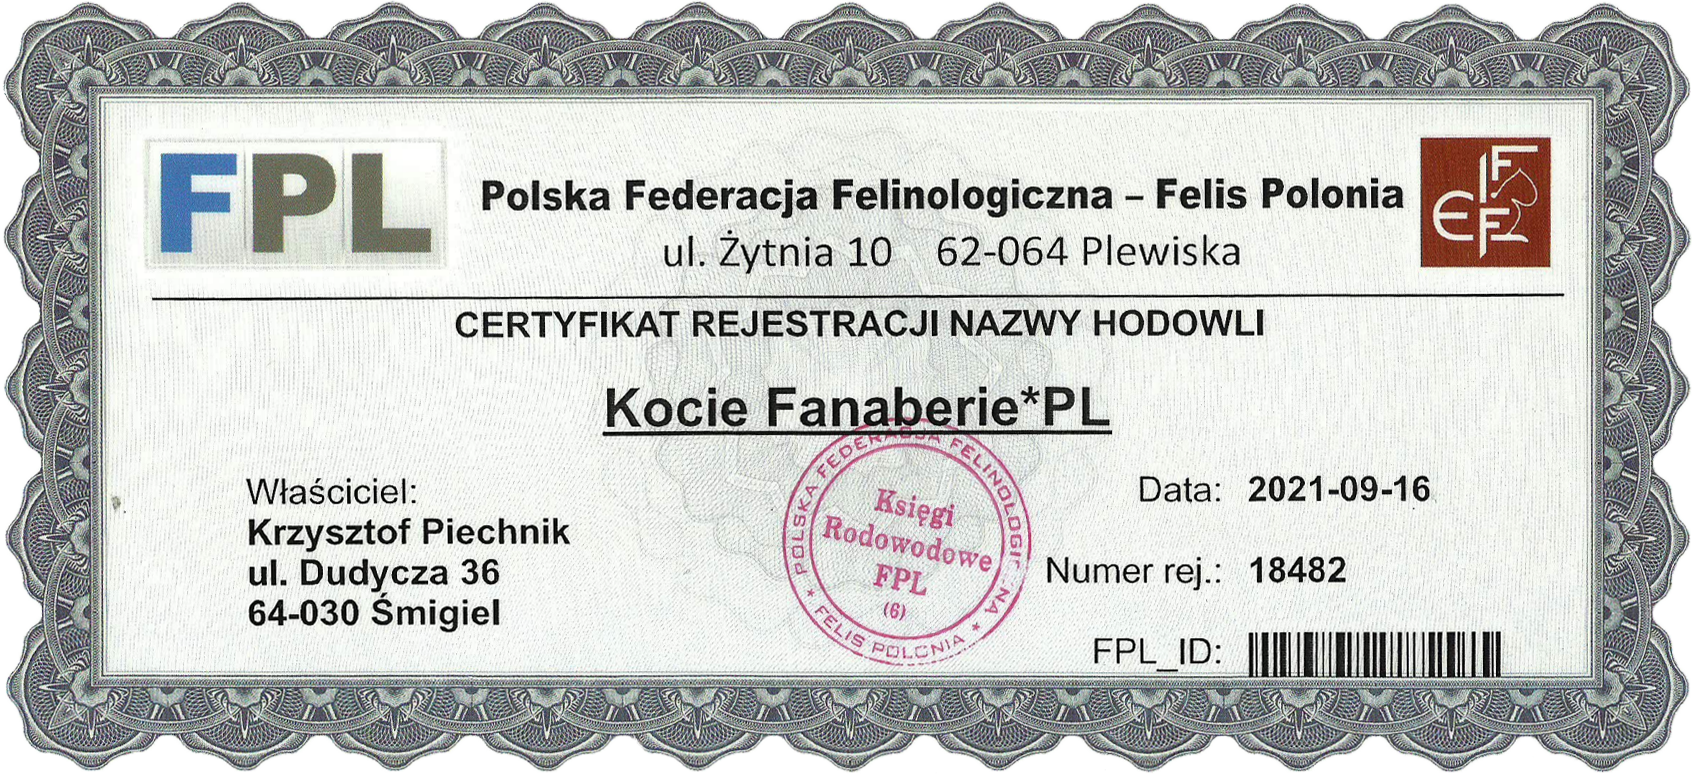 FPL
Polska Federacja Felinologiczna – Felis Polonia
ul. Żytnia 10 62-064 Plewiska
FIFE
CERTYFIKAT REJESTRACJI NAZWY HODOWLI
Kocie Fanaberie*PL
Właściciel:
Krzysztof Piechnik
ul. Dudycza 36
64-030 Śmigiel
POLSKA FEDERACJA FELINOLOGICZNA
* FELIS POLONIA *
Księgi
Rodowodowe
FPL
(6)
Data: 2021-09-16
Numer rej.: 18482
FPL_ID: